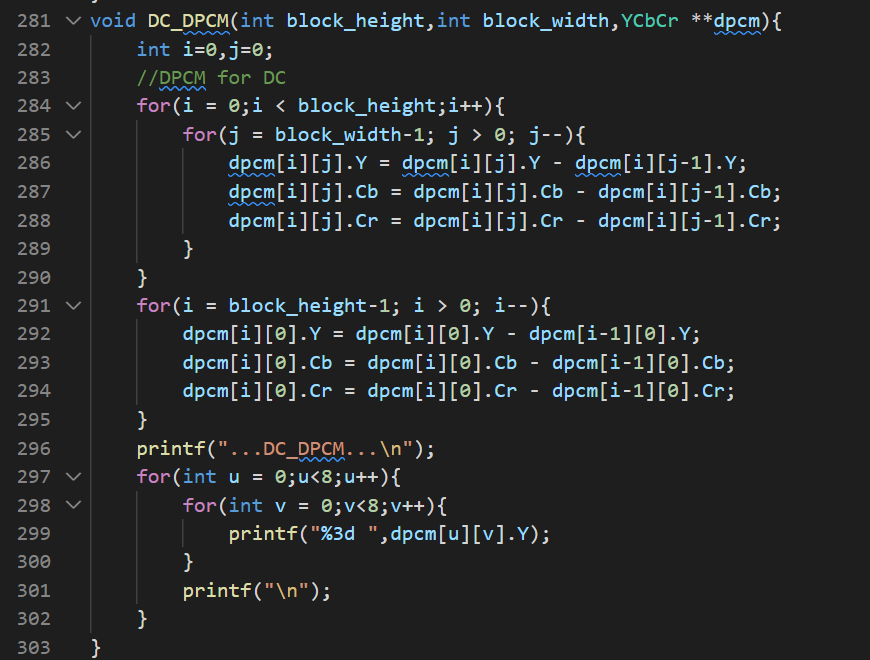 281 void DC_DPCM(int block_height,int block_width,YCbCr **dpcm){
282 int i=0,j=0;
283 //DPCM for DC
284 for(i = 0;i < block_height;i++){
285 for(j = block_width-1; j > 0; j--){
286 dpcm[i][j].Y = dpcm[i][j].Y - dpcm[i][j-1].Y;
287 dpcm[i][j].Cb = dpcm[i][j].Cb - dpcm[i][j-1].Cb;
288 dpcm[i][j].Cr = dpcm[i][j].Cr - dpcm[i][j-1].Cr;
289 }
290 }
291 for(i = block_height-1; i > 0; i--){
292 dpcm[i][0].Y = dpcm[i][0].Y - dpcm[i-1][0].Y;
293 dpcm[i][0].Cb = dpcm[i][0].Cb - dpcm[i-1][0].Cb;
294 dpcm[i][0].Cr = dpcm[i][0].Cr - dpcm[i-1][0].Cr;
295 }
296 printf("...DC_DPCM...\n");
297 for(int u = 0;u<8;u++){
298 for(int v = 0;v<8;v++){
299 printf("%3d ",dpcm[u][v].Y);
300 }
301 printf("\n");
302 }
303 }